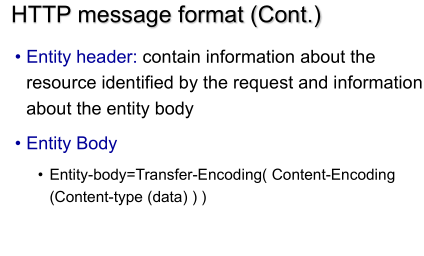 HTTP message format (Cont.)
• Entity header: contain information about the
resource identified by the request and information
about the entity body
• Entity Body
• Entity-body=Transfer-Encoding( Content-Encoding
(Content-type (data) ) )